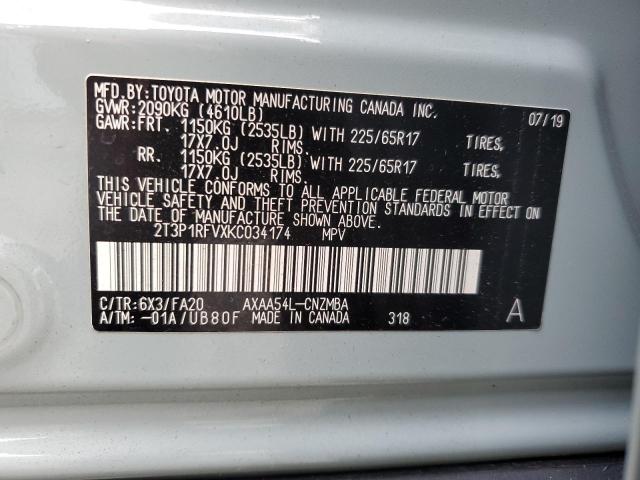 MFD. BY: TOYOTA MOTOR MANUFACTURING CANADA INC.
GVWR: 2090KG (4610LB) 07/19
GAWR: FRT. 1150KG (2535LB) WITH 225/65R17 TIRES,
17X7.0J RIMS.
RR. 1150KG (2535LB) WITH 225/65R17 TIRES,
17X7.0J RIMS.
THIS VEHICLE CONFORMS TO ALL APPLICABLE FEDERAL MOTOR
VEHICLE SAFETY AND THEFT PREVENTION STANDARDS IN EFFECT ON
THE DATE OF MANUFACTURE SHOWN ABOVE.
2T3P1RFVXKC034174 MPV
C/TR: 6X3/FA20 AXAA54L-CNZMBA
A/TM: -01A/UB80F MADE IN CANADA 318 A